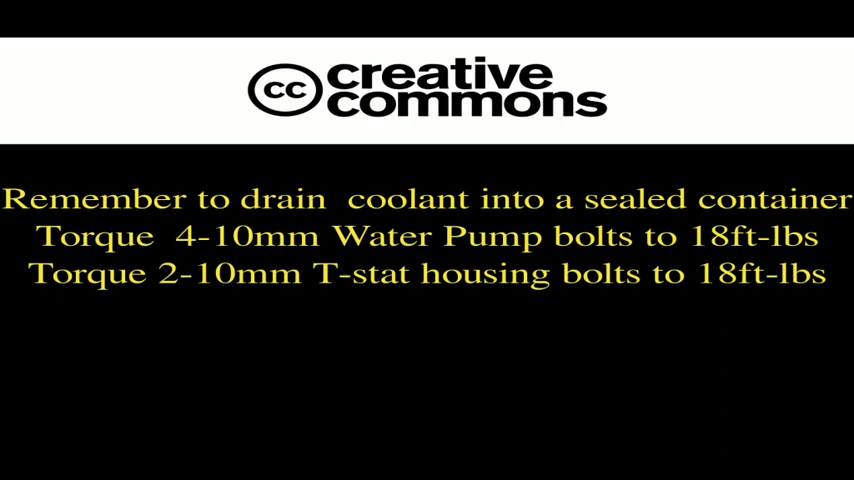 cc creative
commons
Remember to drain coolant into a sealed container
Torque 4-10mm Water Pump bolts to 18ft-lbs
Torque 2-10mm T-stat housing bolts to 18ft-lbs